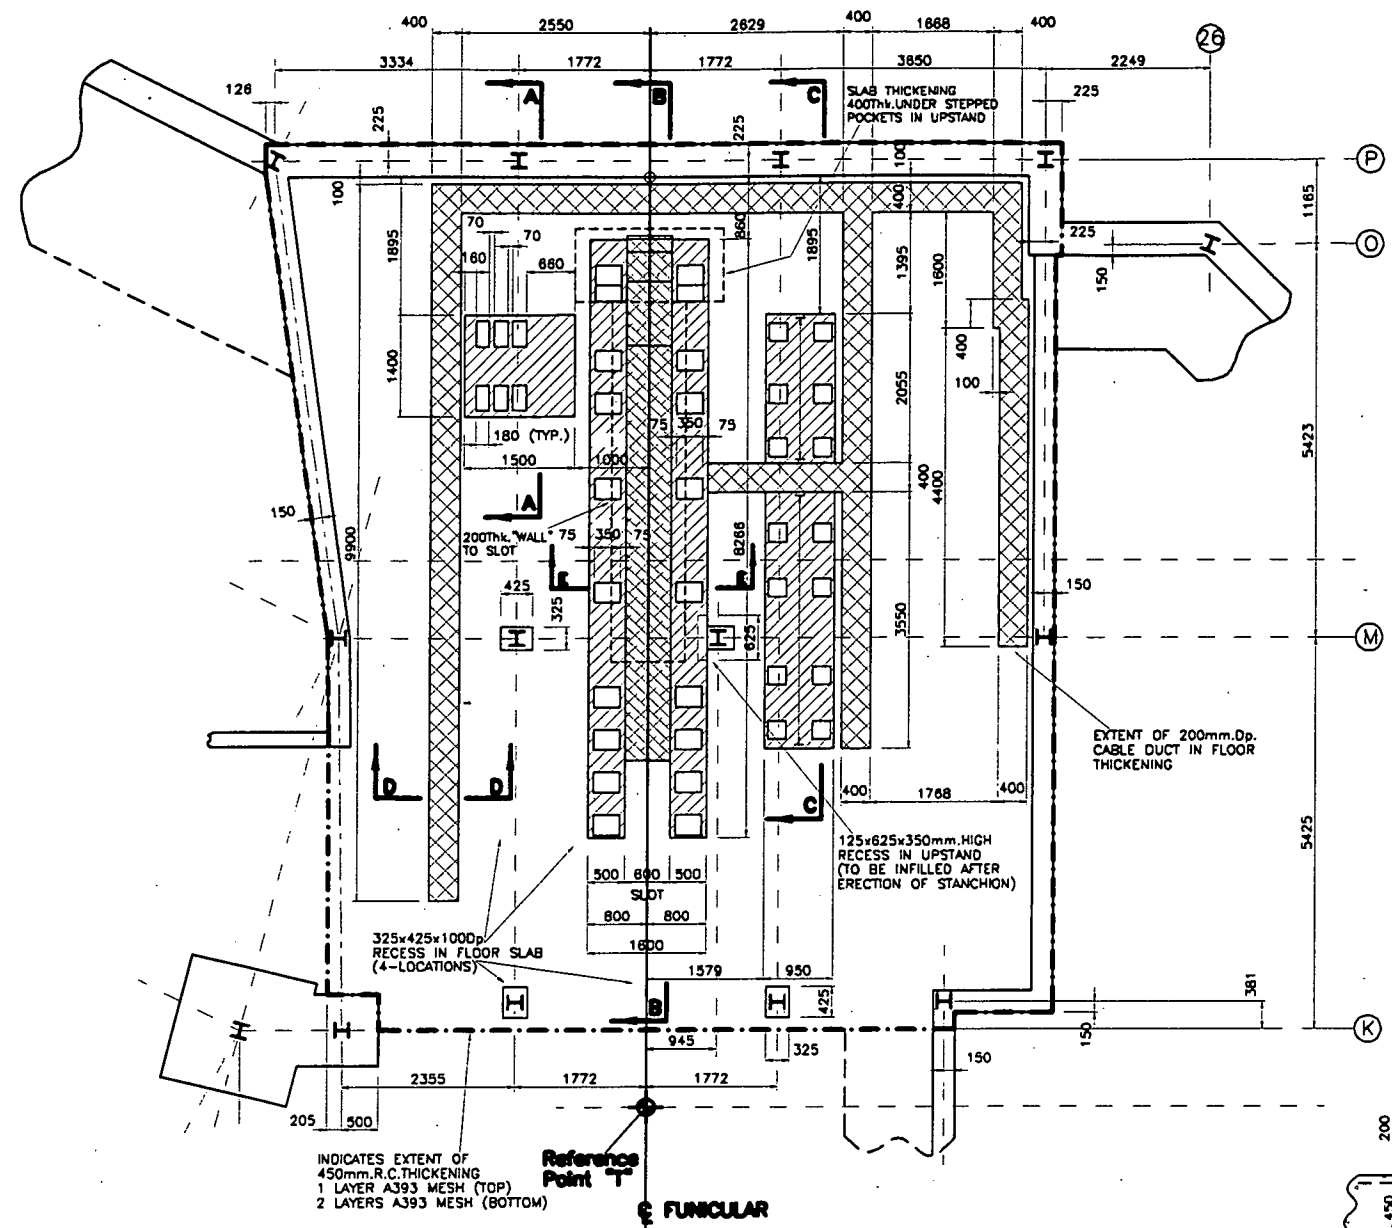 400
2550
2629
400
1668
400
26
3334
1772
1772
3850
2249
126
225
A
B
C
SLAB THICKENING
400Thk.UNDER STEPPED
POCKETS IN UPSTAND
225
225
100
P
100
400
860
1165
70
70
1895
1895
1395
1600
225
O
160
660
150
400
1400
2055
100
75 350 75
180 (TYP.)
1500
1000
5423
400
4400
A
150
9900
200Thk."WALL"
TO SLOT
75 350 75
8266
E
E
425
325
625
3550
150
M
EXTENT OF 200mm.Dp.
CABLE DUCT IN FLOOR
THICKENING
D
D
C
400
1768
400
5425
125x625x350mm.HIGH
RECESS IN UPSTAND
(TO BE INFILLED AFTER
ERECTION OF STANCHION)
500 600 500
SLOT
800
800
1600
325x425x100Dp.
RECESS IN FLOOR SLAB
(4-LOCATIONS)
1579
950
425
381
B
K
945
325
150
150
2355
1772
1772
205
500
INDICATES EXTENT OF
450mm.R.C.THICKENING
1 LAYER A393 MESH (TOP)
2 LAYERS A393 MESH (BOTTOM)
Reference
Point "T"
FUNICULAR
200
450